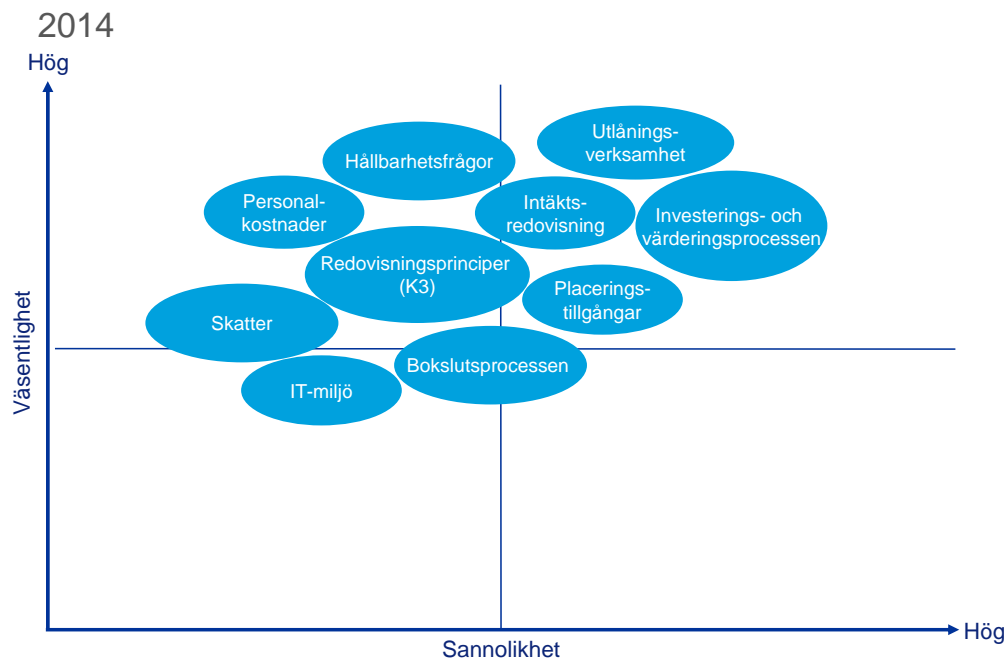 2014
Hög
Utlånings-
verksamhet
Hållbarhetsfrågor
Personal-
kostnader
Intäkts-
redovisning
Investerings- och
värderingsprocessen
Redovisningsprinciper
(K3)
Placerings-
tillgångar
Skatter
Bokslutsprocessen
IT-miljö
Väsentlighet
Sannolikhet
Hög